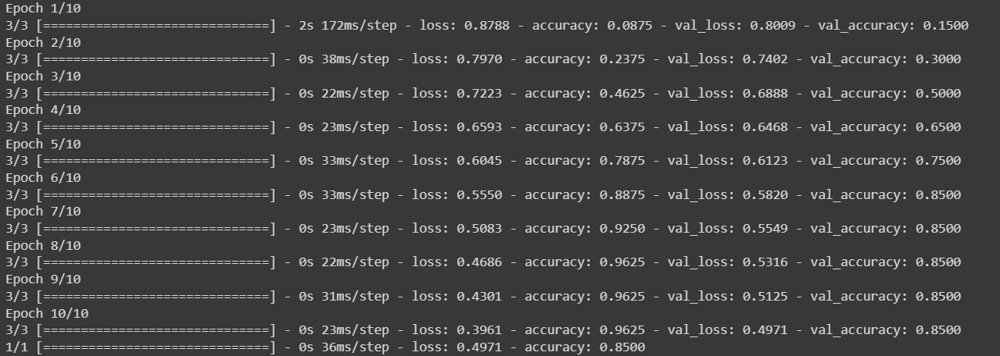 Epoch 1/10
3/3 [==============================] - 2s 172ms/step - loss: 0.8788 - accuracy: 0.0875 - val_loss: 0.8009 - val_accuracy: 0.1500
Epoch 2/10
3/3 [==============================] - 0s 38ms/step - loss: 0.7970 - accuracy: 0.2375 - val_loss: 0.7402 - val_accuracy: 0.3000
Epoch 3/10
3/3 [==============================] - 0s 22ms/step - loss: 0.7223 - accuracy: 0.4625 - val_loss: 0.6888 - val_accuracy: 0.5000
Epoch 4/10
3/3 [==============================] - 0s 23ms/step - loss: 0.6593 - accuracy: 0.6375 - val_loss: 0.6468 - val_accuracy: 0.6500
Epoch 5/10
3/3 [==============================] - 0s 33ms/step - loss: 0.6045 - accuracy: 0.7875 - val_loss: 0.6123 - val_accuracy: 0.7500
Epoch 6/10
3/3 [==============================] - 0s 33ms/step - loss: 0.5550 - accuracy: 0.8875 - val_loss: 0.5820 - val_accuracy: 0.8500
Epoch 7/10
3/3 [==============================] - 0s 23ms/step - loss: 0.5083 - accuracy: 0.9250 - val_loss: 0.5549 - val_accuracy: 0.8500
Epoch 8/10
3/3 [==============================] - 0s 22ms/step - loss: 0.4686 - accuracy: 0.9625 - val_loss: 0.5316 - val_accuracy: 0.8500
Epoch 9/10
3/3 [==============================] - 0s 31ms/step - loss: 0.4301 - accuracy: 0.9625 - val_loss: 0.5125 - val_accuracy: 0.8500
Epoch 10/10
3/3 [==============================] - 0s 23ms/step - loss: 0.3961 - accuracy: 0.9625 - val_loss: 0.4971 - val_accuracy: 0.8500
1/1 [==============================] - 0s 36ms/step - loss: 0.4971 - accuracy: 0.8500